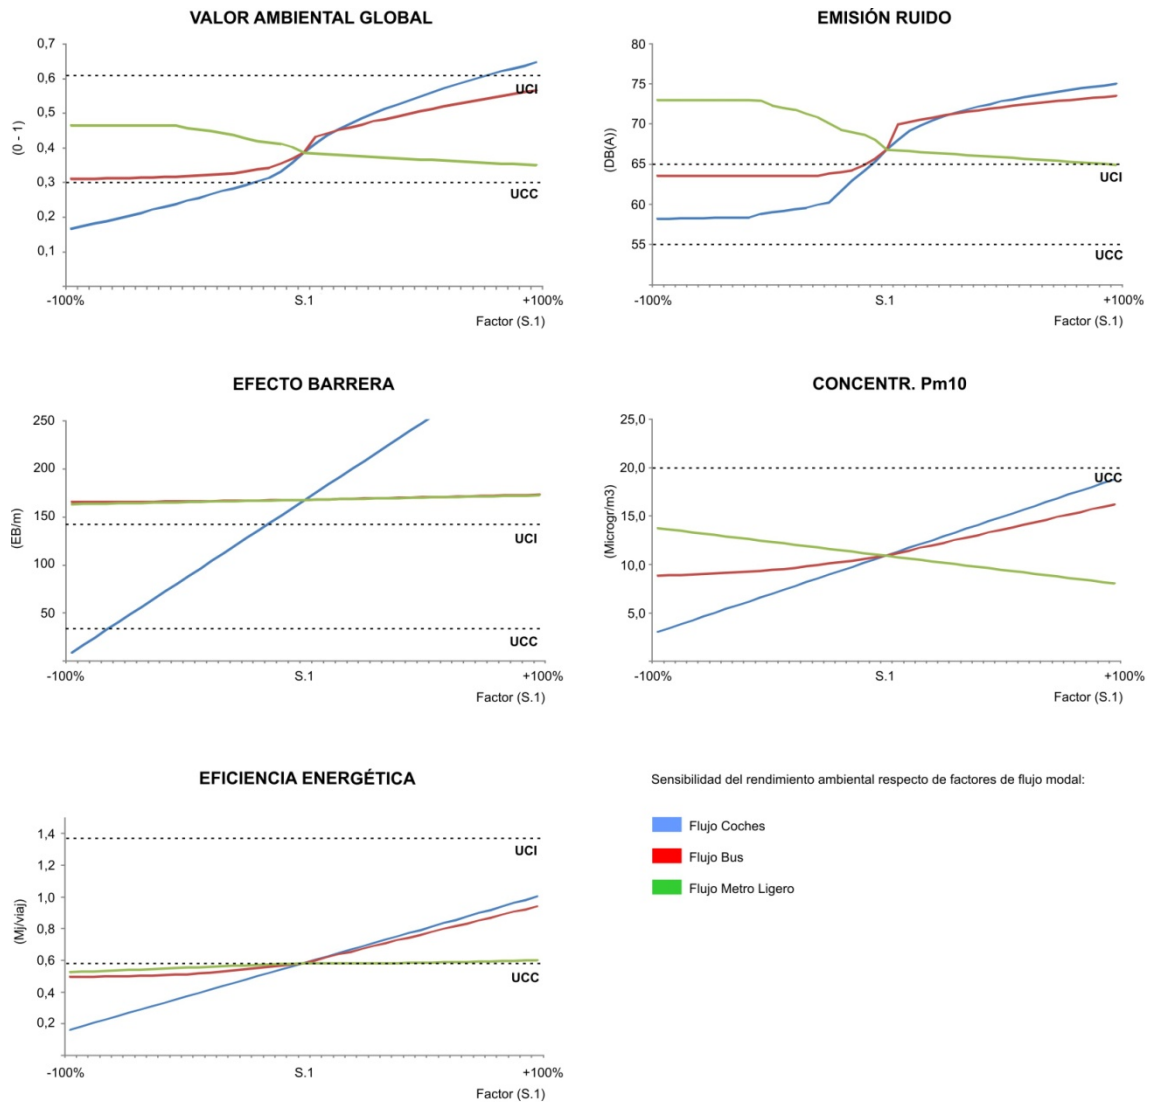 VALOR AMBIENTAL GLOBAL
(0 - 1)
0,7
0,6
0,5
0,4
0,3
0,2
0,1
UCI
UCC
-100%
S.1
+100%
Factor (S.1)
EMISIÓN RUIDO
(DB(A))
80
75
70
65
60
55
UCI
UCC
-100%
S.1
+100%
Factor (S.1)
EFECTO BARRERA
(EB/m)
250
200
150
100
50
UCI
UCC
-100%
S.1
+100%
Factor (S.1)
CONCENTR. Pm10
(Microgr/m3)
25,0
20,0
15,0
10,0
5,0
UCC
-100%
S.1
+100%
Factor (S.1)
EFICIENCIA ENERGÉTICA
(Mj/viaj)
1,4
1,2
1,0
0,8
0,6
0,4
0,2
UCI
UCC
-100%
S.1
+100%
Factor (S.1)
Sensibilidad del rendimiento ambiental respecto de factores de flujo modal:
Flujo Coches
Flujo Bus
Flujo Metro Ligero